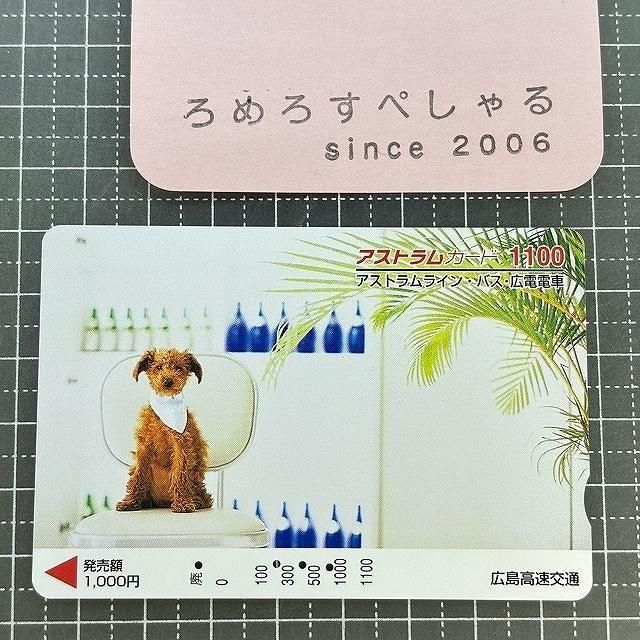 ろめろすぺしゃる
since 2006
アストラムカード 1100
アストラムライン・バス・広電電車
発売額
1,000円
廃 0 100 300 500 1000 1100
広島高速交通